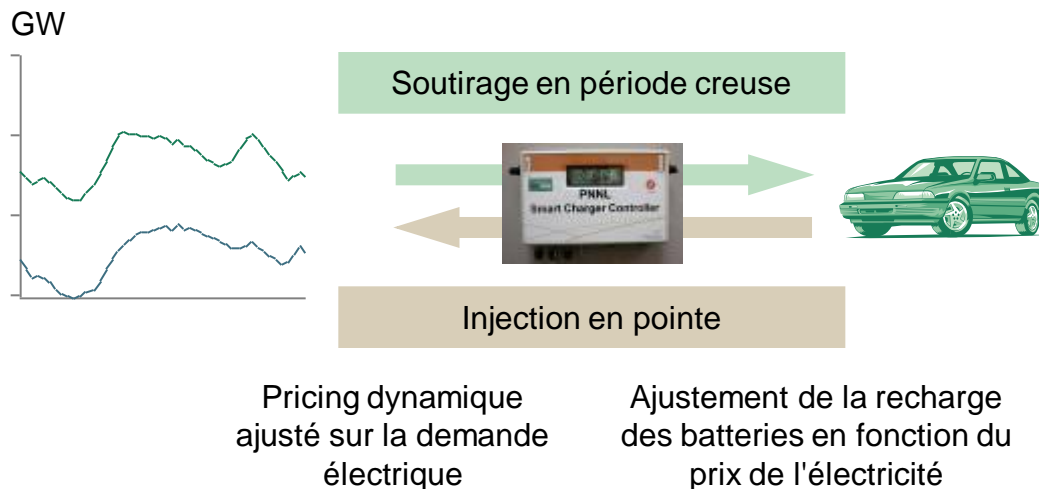 GW
Soutirage en période creuse
PNNL
Smart Charger Controller
Injection en pointe
Pricing dynamique
ajusté sur la demande
électrique
Ajustement de la recharge
des batteries en fonction du
prix de l'électricité